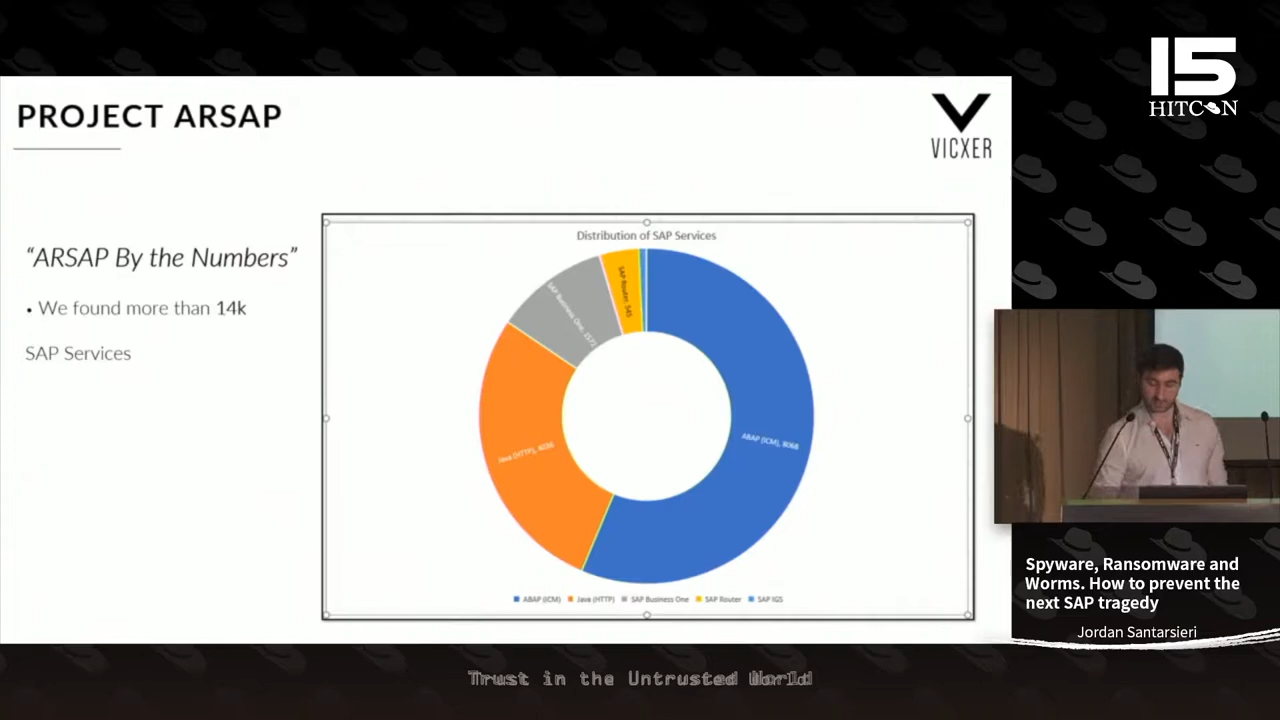 15
HITCON
PROJECT ARSAP
VICXER
“ARSAP By the Numbers”
• We found more than 14k
SAP Services
Distribution of SAP Services
SAP Router, 545
SAP Business One,
Java (HTTP),
ABAP (ICM), 8068
ABAP (ICM) Java (HTTP) SAP Business One SAP Router SAP IGS
Spyware, Ransomware and
Worms. How to prevent the
next SAP tragedy
Jordan Santarsieri
Trust in the Untrusted World